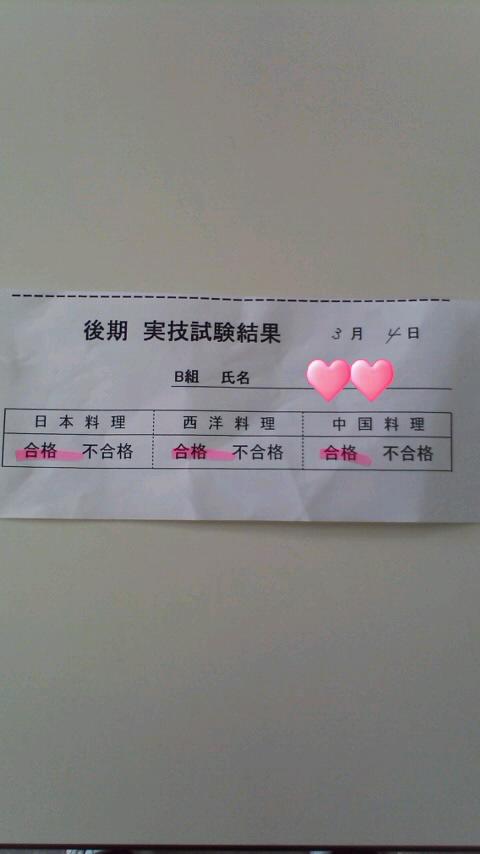 後期 実技試験結果 3月 4日
B組 氏名
日本料理 西洋料理 中国料理
合格 不合格 合格 不合格 合格 不合格